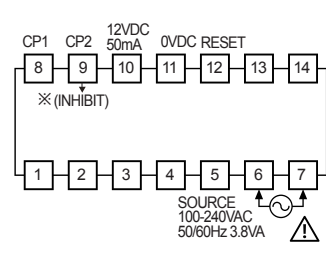 12VDC
CP1 CP2 50mA 0VDC RESET
8 9 10 11 12 13 14
※(INHIBIT)
1 2 3 4 5 6 7
SOURCE
100-240VAC
50/60Hz 3.8VA